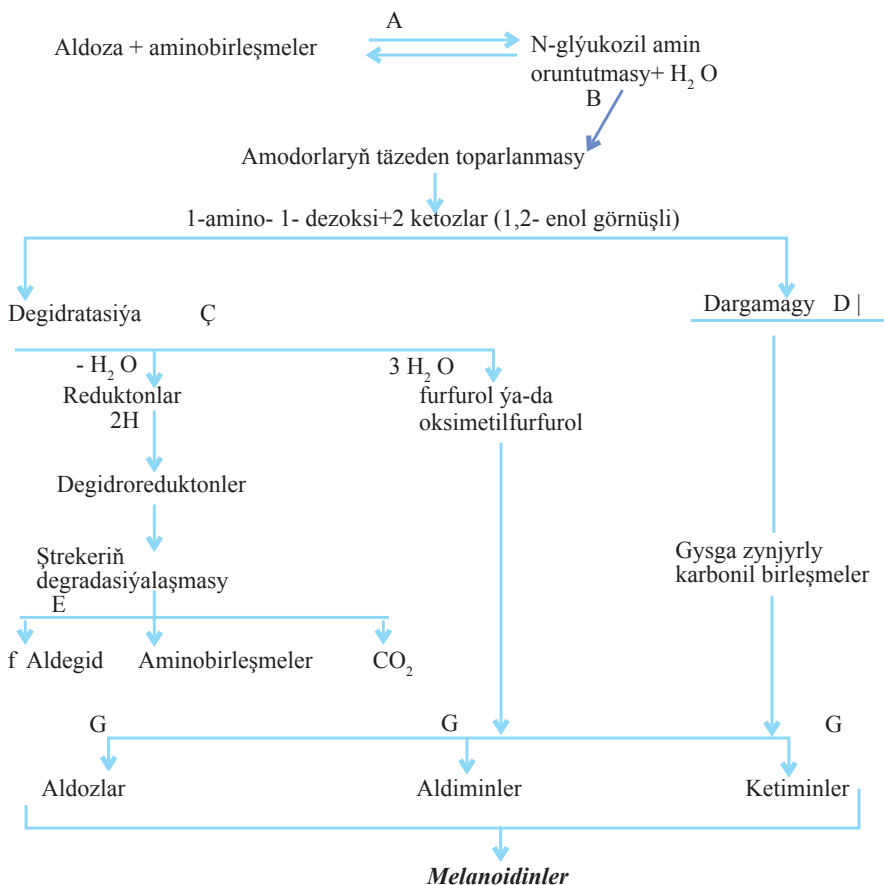 A
Aldoza + aminobirleşmeler
N-glýukozil amin
oruntutmasy+ H₂ O
B
Amodorlaryň täzeden toparlanmasy
1-amino- 1- dezoksi+2 ketozlar (1,2- enol görnüşli)
Degidratasiýa Ç
Dargamagy D |
- H₂ O
3 H₂ O
Reduktonlar
2H
furfurol ýa-da
oksimetilfurfurol
Degidroreduktonler
Ştrekeriň
degradasiýalaşmasy
E
Gysga zynjyrly
karbonil birleşmeler
f Aldegid Aminobirleşmeler CO₂
G G G
Aldozlar Aldiminler Ketiminler
Melanoidinler